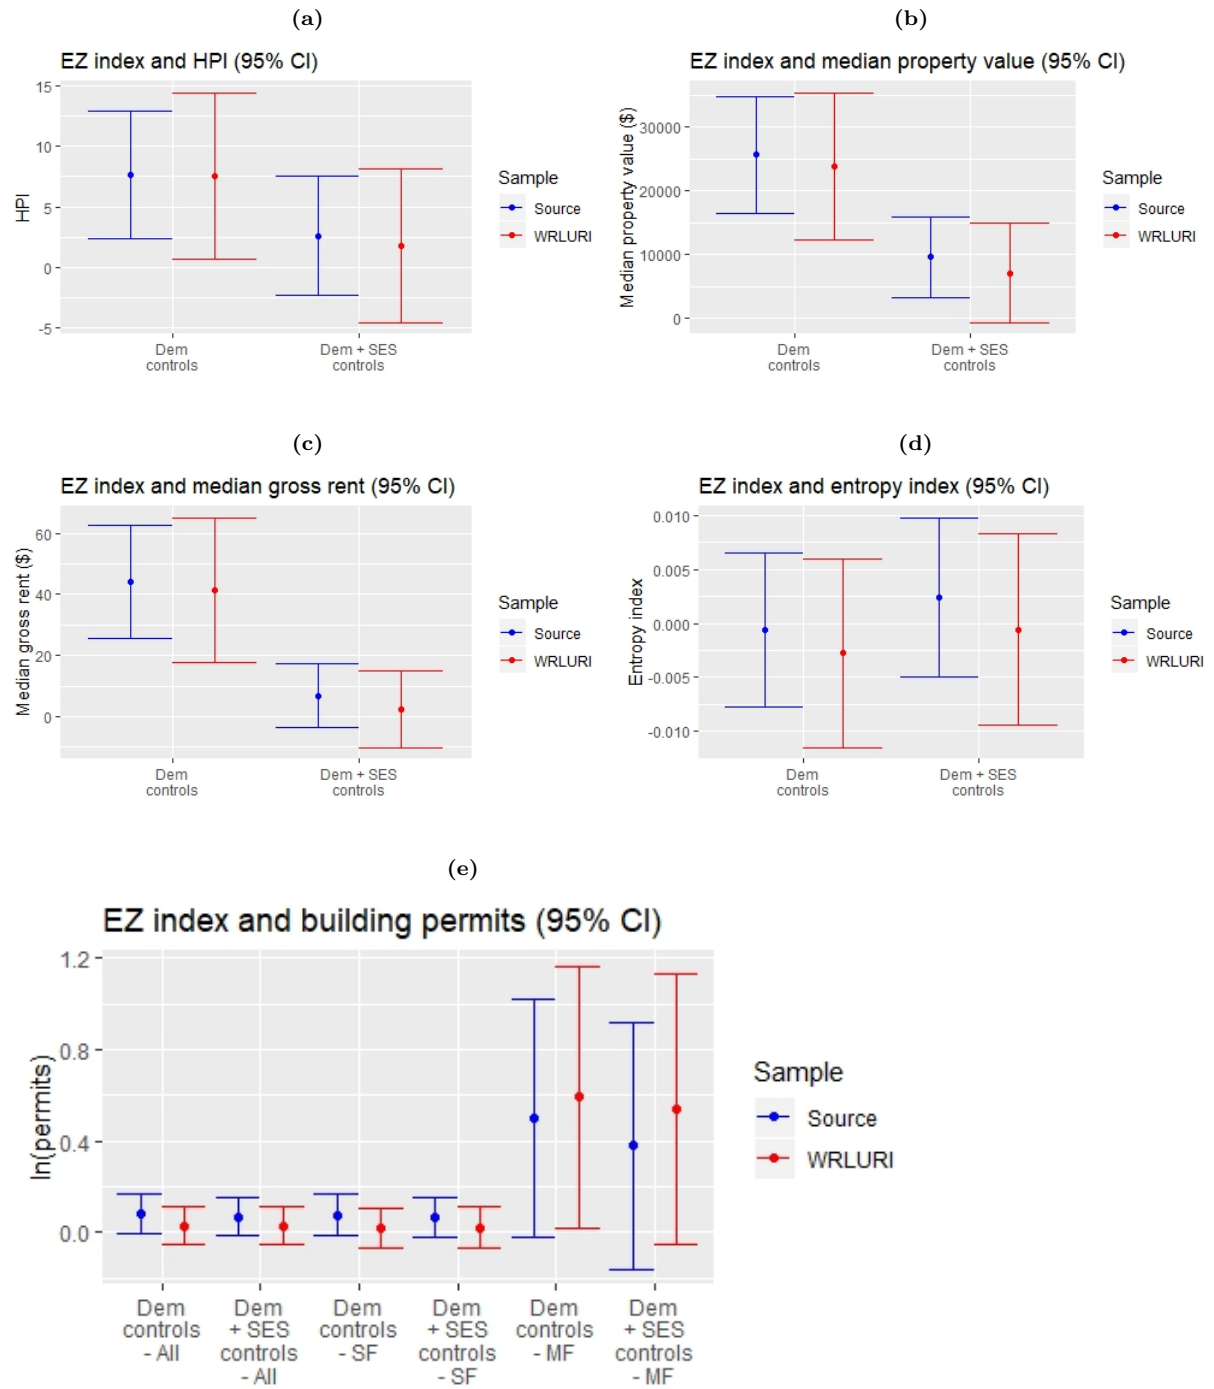 (a)
EZ index and HPI (95% CI)
HPI
15
10
5
0
-5
Dem
controls
Dem + SES
controls
Sample
Source
WRLURI
(b)
EZ index and median property value (95% CI)
Median property value ($)
30000
20000
10000
0
Dem
controls
Dem + SES
controls
Sample
Source
WRLURI
(c)
EZ index and median gross rent (95% CI)
Median gross rent ($)
60
40
20
0
Dem
controls
Dem + SES
controls
Sample
Source
WRLURI
(d)
EZ index and entropy index (95% CI)
Entropy index
0.010
0.005
0.000
-0.005
-0.010
Dem
controls
Dem + SES
controls
Sample
Source
WRLURI
(e)
EZ index and building permits (95% CI)
ln(permits)
1.2
0.8
0.4
0.0
Dem
controls
- All
Dem
+ SES
controls
- All
Dem
controls
- SF
Dem
+ SES
controls
- SF
Dem
controls
- MF
Dem
+ SES
controls
- MF
Sample
Source
WRLURI